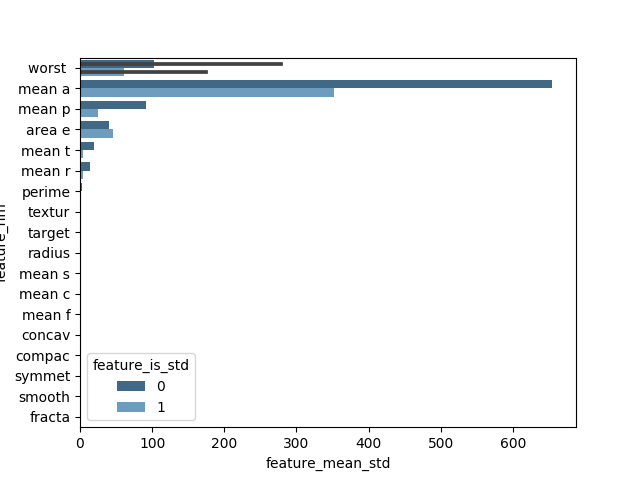 worst
mean a
mean p
area e
mean t
mean r
perime
textur
target
radius
mean s
mean c
mean f
concav
compac
symmet
smooth
fracta
feature_is_std
0
1
0 100 200 300 400 500 600
feature_mean_std